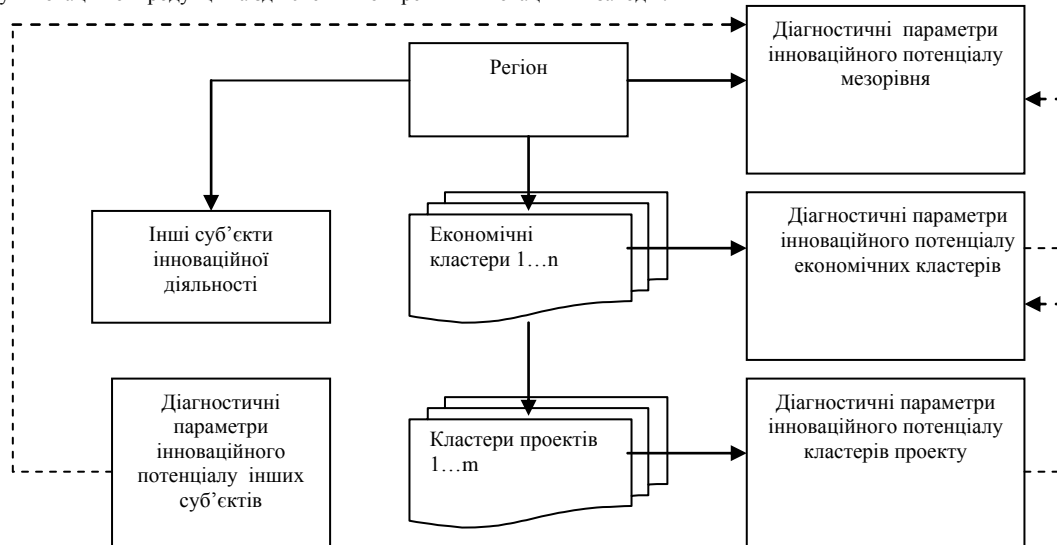 Регіон
Діагностичні параметри
інноваційного потенціалу
мезорівня
Інші суб’єкти
інноваційної
діяльності
Економічні
кластери 1…n
Діагностичні параметри
інноваційного потенціалу
економічних кластерів
Діагностичні
параметри
інноваційного
потенціалу інших
суб’єктів
Кластери проектів
1…m
Діагностичні параметри
інноваційного потенціалу
кластерів проекту